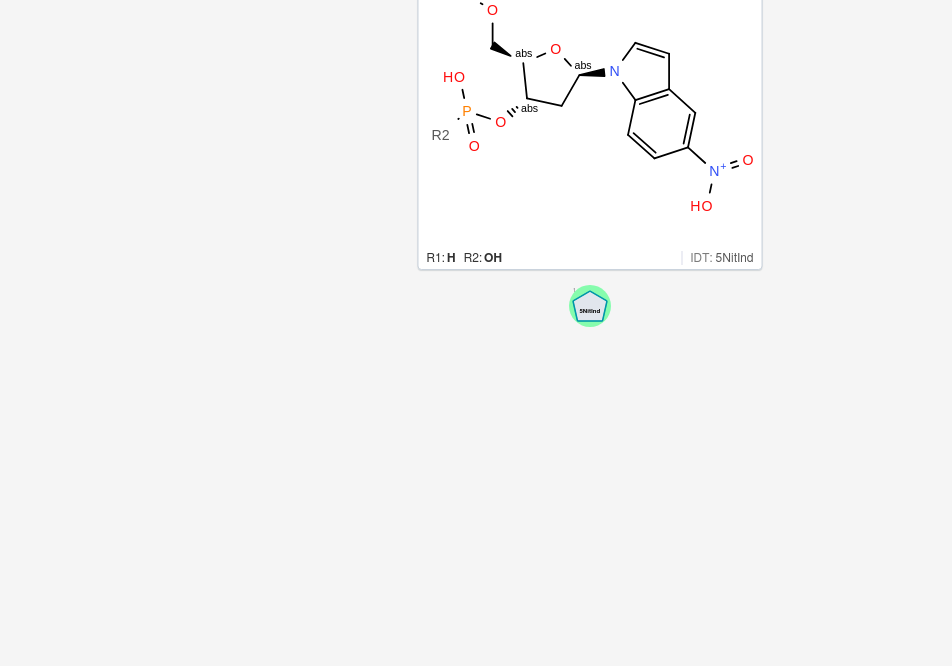 O
abs
O
abs
N
HO
P
O
abs
R2
O
N+
O
HO
R1: H R2: OH IDT: 5NitInd
5NitInd